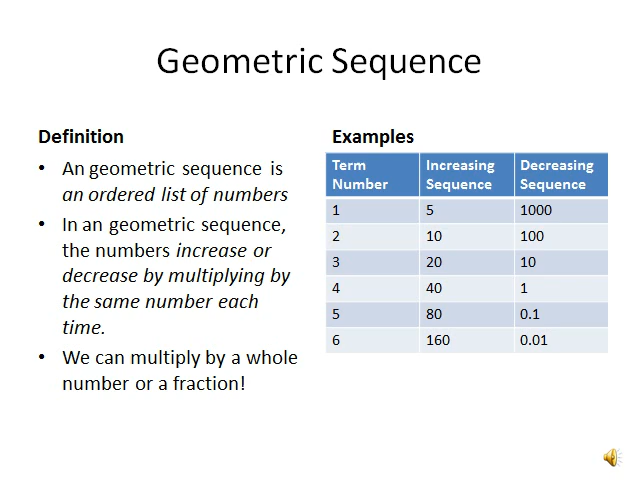 Geometric Sequence
Definition
• An geometric sequence is
an ordered list of numbers
• In an geometric sequence,
the numbers increase or
decrease by multiplying by
the same number each
time.
• We can multiply by a whole
number or a fraction!
Examples
Term Number Increasing Sequence Decreasing Sequence
1 5 1000
2 10 100
3 20 10
4 40 1
5 80 0.1
6 160 0.01